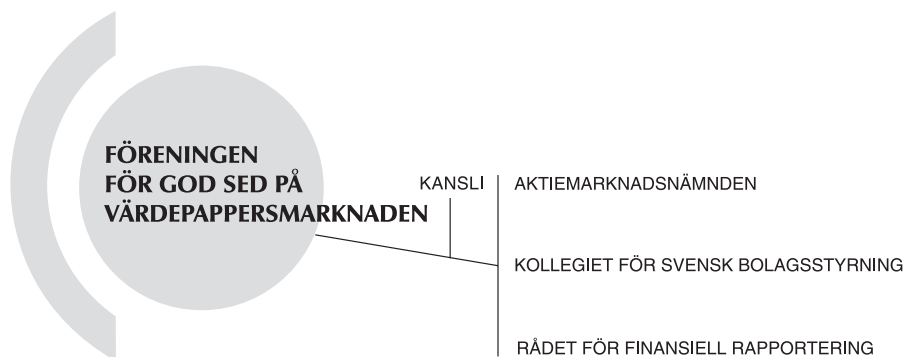 FÖRENINGEN
FÖR GOD SED PÅ
VÄRDEPAPPERSMARKNADEN
KANSLI
AKTIEMARKNADSNÄMNDEN
KOLLEGIET FÖR SVENSK BOLAGSSTYRNING
RÅDET FÖR FINANSIELL RAPPORTERING